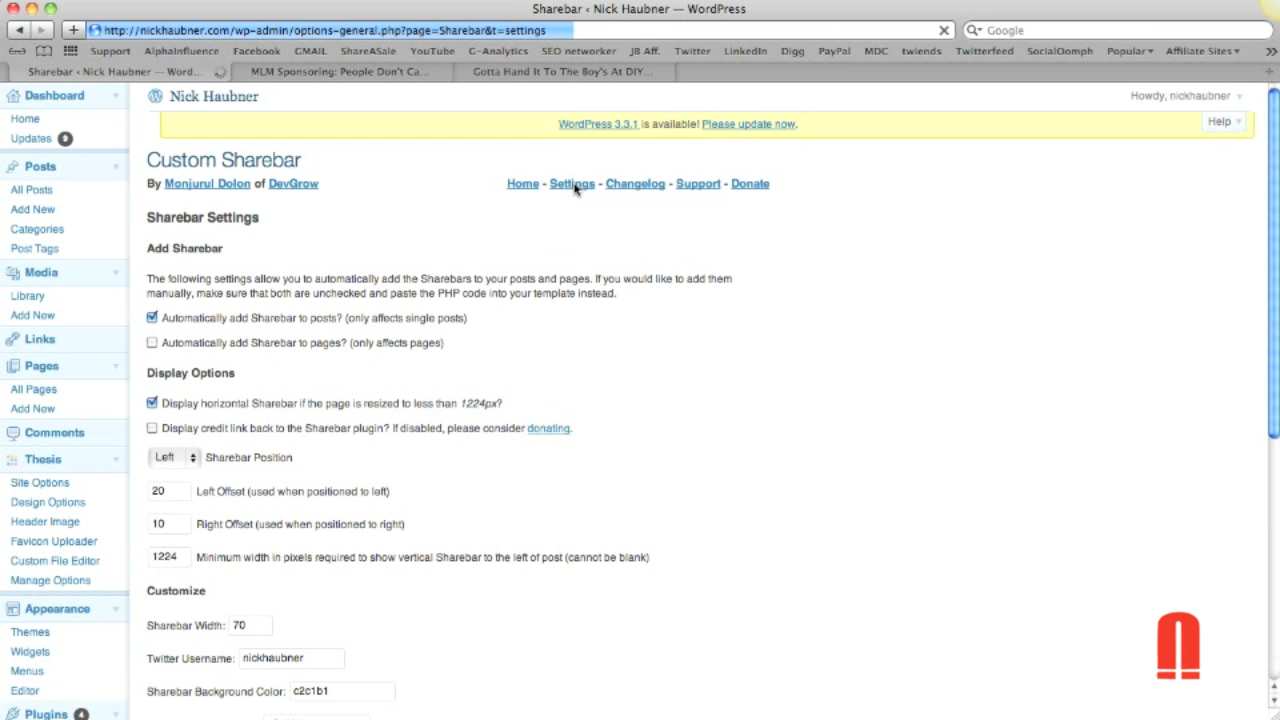 Sharebar ‹ Nick Haubner — WordPress
http://nickhaubner.com/wp-admin/options-general.php?page=Sharebar&t=settings
Google
Support AlphaInfluence Facebook GMAIL ShareASale YouTube G-Analytics SEO networker JB Aff. Twitter LinkedIn Digg PayPal MDC twiends Twitterfeed SocialOomph Popular Affiliate Sites
Sharebar ‹ Nick Haubner — Word... MLM Sponsoring: People Don't Ca... Gotta Hand It To The Boy's At DIY...
Dashboard
Home
Updates 9
Posts
All Posts
Add New
Categories
Post Tags
Media
Library
Add New
Links
Pages
All Pages
Add New
Comments
Thesis
Site Options
Design Options
Header Image
Favicon Uploader
Custom File Editor
Manage Options
Appearance
Themes
Widgets
Menus
Editor
Plugins 4
Nick Haubner
Howdy, nickhaubner
WordPress 3.3.1 is available! Please update now.
Help
Custom Sharebar
By Monjurul Dolon of DevGrow
Home - Settings - Changelog - Support - Donate
Sharebar Settings
Add Sharebar
The following settings allow you to automatically add the Sharebars to your posts and pages. If you would like to add them
manually, make sure that both are unchecked and paste the PHP code into your template instead.
Automatically add Sharebar to posts? (only affects single posts)
Automatically add Sharebar to pages? (only affects pages)
Display Options
Display horizontal Sharebar if the page is resized to less than 1224px?
Display credit link back to the Sharebar plugin? If disabled, please consider donating.
Left Sharebar Position
20 Left Offset (used when positioned to left)
10 Right Offset (used when positioned to right)
1224 Minimum width in pixels required to show vertical Sharebar to the left of post (cannot be blank)
Customize
Sharebar Width: 70
Twitter Username: nickhaubner
Sharebar Background Color: c2c1b1